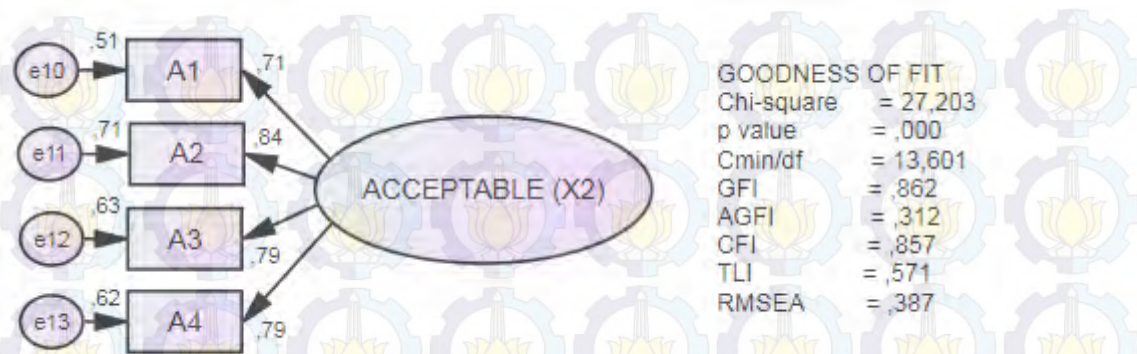 ,51
e10
A1
,71
,71
e11
A2
,84
ACCEPTABLE (X2)
,63
e12
A3
,79
,62
e13
A4
,79
GOODNESS OF FIT
Chi-square = 27,203
p value = ,000
Cmin/df = 13,601
GFI = ,862
AGFI = ,312
CFI = ,857
TLI = ,571
RMSEA = ,387